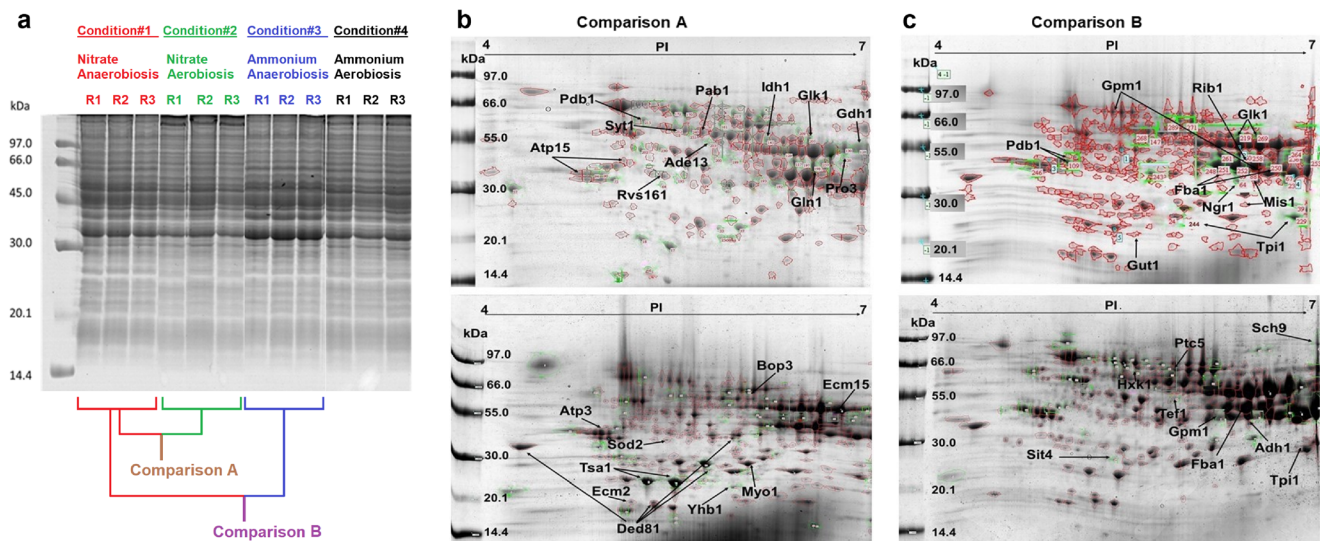 a
Condition#1 Condition#2 Condition#3 Condition#4
Nitrate Nitrate Ammonium Ammonium
Anaerobiosis Aerobiosis Anaerobiosis Aerobiosis
kDa R1 R2 R3 R1 R2 R3 R1 R2 R3 R1 R2 R3
97.0
66.0
45.0
30.0
20.1
14.4
Comparison A
Comparison B
b Comparison A
4 PI 7
kDa
97.0
66.0
55.0
30.0
20.1
14.4
Pdb1
Pab1
Idh1
Glk1
Gdh1
Syt1
Ade13
Atp15
Rvs161
Gln1
Pro3
4 PI 7
kDa
97.0
66.0
55.0
30.0
20.1
14.4
Bop3
Ecm15
Atp3
Sod2
Tsa1
Ecm2
Ded81
Yhb1
Myo1
c Comparison B
4 PI 7
kDa
97.0
66.0
55.0
30.0
20.1
14.4
Gpm1
Rib1
Glk1
Pdb1
Fba1
Ngr1
Mis1
244
Tpi1
Gut1
4 PI 7
kDa
97.0
66.0
55.0
30.0
20.1
14.4
Sch9
Ptc5
Hxk1
Tef1
Gpm1
Adh1
Sit4
Fba1
Tpi1